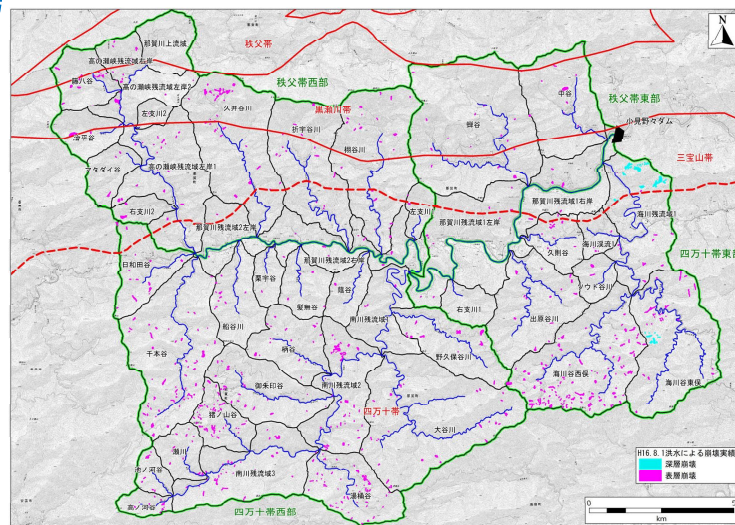 N
秩父帯
那賀川上流域
高の瀬峡残流域右岸
秩父帯西部
高の瀬峡残流域左岸2
久井谷川
中谷
秩父帯東部
黒瀬川帯
左支川2
折宇谷川
小見野々ダム
栩谷川
三宝山帯
高の瀬峡残流域左岸1
右支川2
左支川1
那賀川残流域1右岸
那賀川残流域1左岸
海川残流域1
那賀川残流域2左岸
四万十帯東部
日和田谷
海川渓流1
久則谷
那賀川残流域2右岸
栗宇谷
ツウド谷川
蔭谷
右支川1
出原谷川
南川残流域1
船谷川
千本谷
野久保谷川
柄谷
海川谷西俣
海川谷東俣
御朱印谷
南川残流域2
猪ノ山谷
四万十帯
大谷川
瀬川
池ノ河谷
南川残流域3
湯桶谷
高ノ河谷
四万十帯西部
H16.8.1洪水による崩壊実績
深層崩壊
表層崩壊
0
5
km